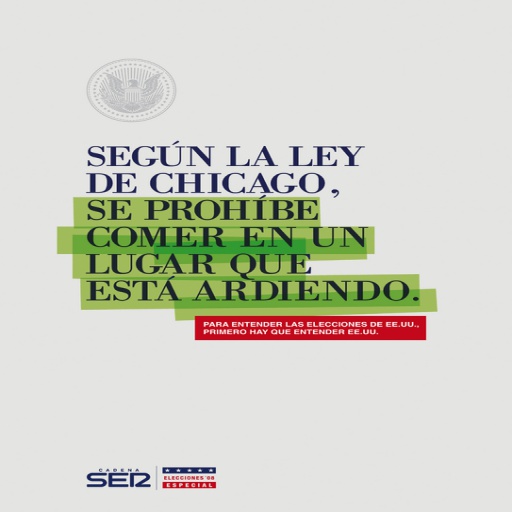 SEGÚN LA LEY
DE CHICAGO,
SE PROHÍBE
COMER EN UN
LUGAR QUE
ESTÁ ARDIENDO.
PARA ENTENDER LAS ELECCIONES DE EE.UU.,
PRIMERO HAY QUE ENTENDER EE.UU.
CADENA
SER
ELECCIONES'08
ESPECIAL